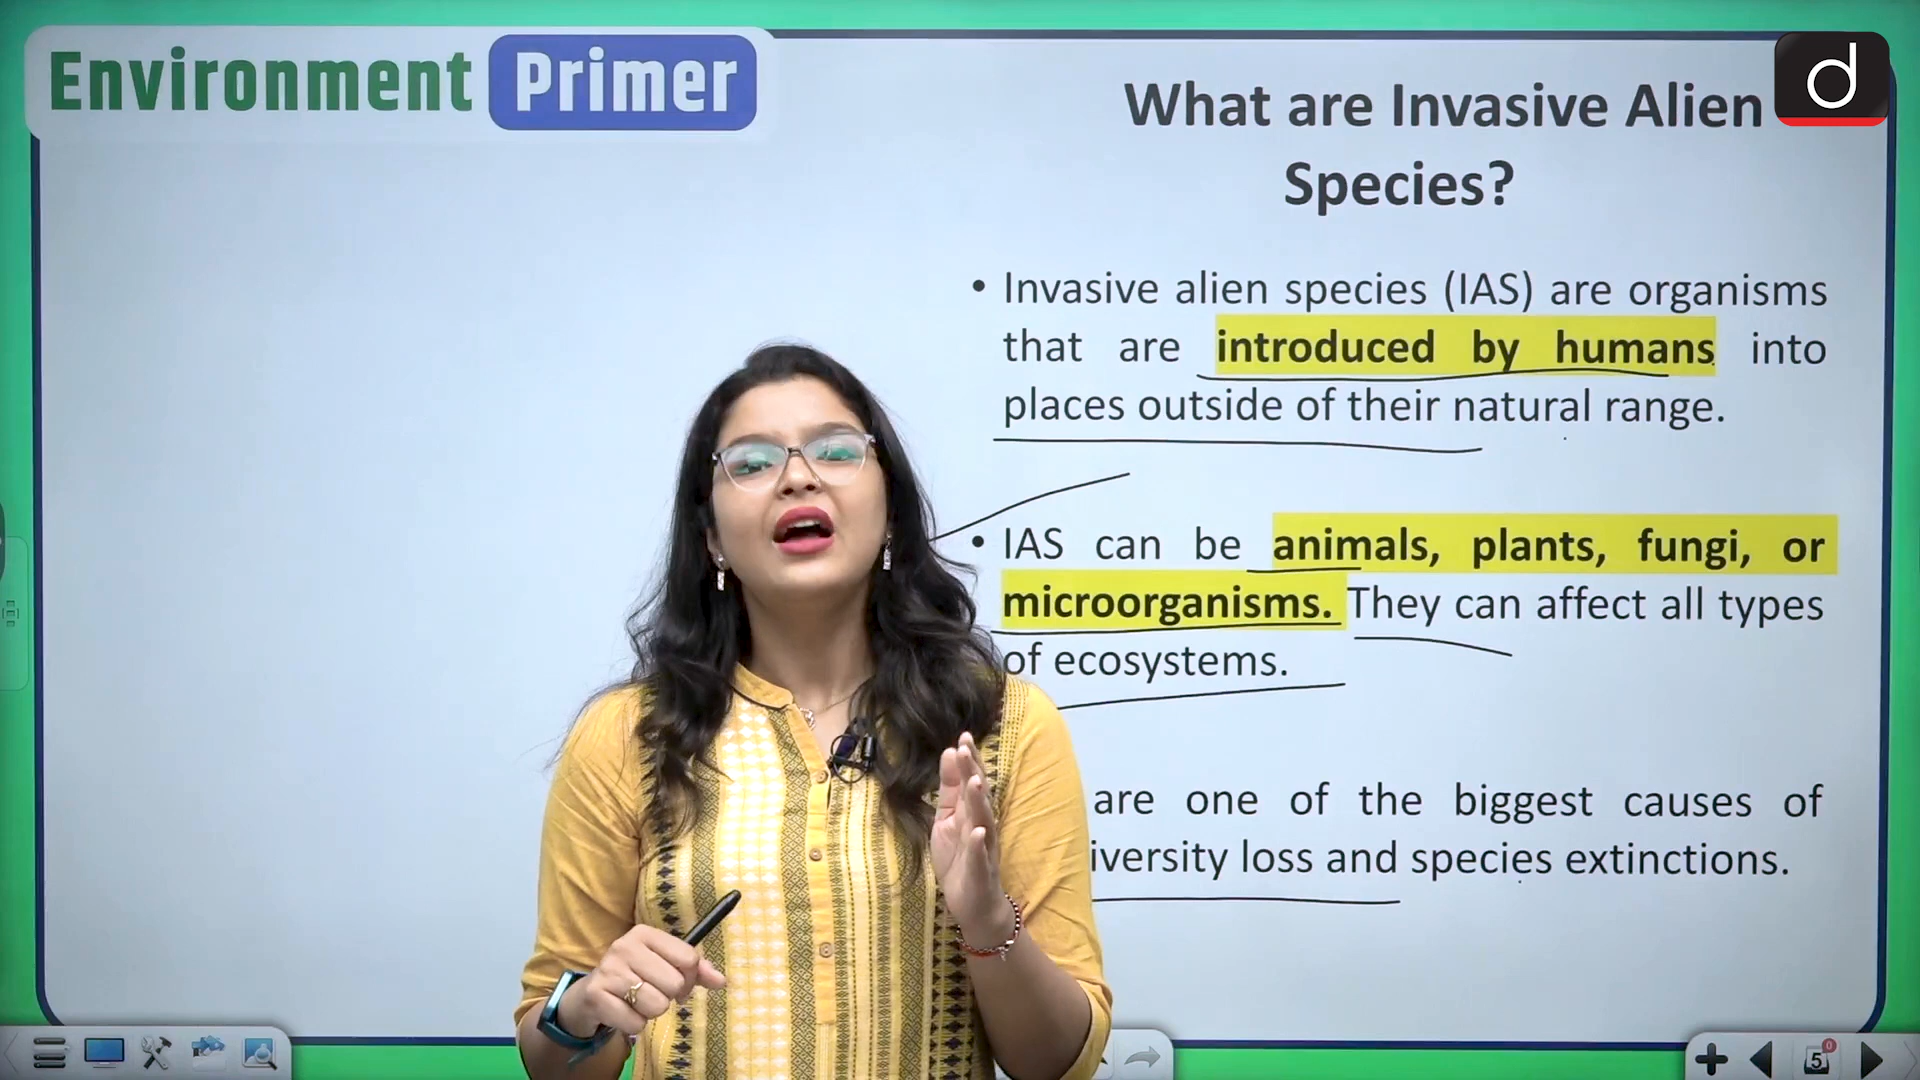 Environment Primer
d
What are Invasive Alien
Species?
• Invasive alien species (IAS) are organisms
that are introduced by humans into
places outside of their natural range.
• IAS can be animals, plants, fungi, or
microorganisms. They can affect all types
of ecosystems.
are one of the biggest causes of
iversity loss and species extinctions.
5
0